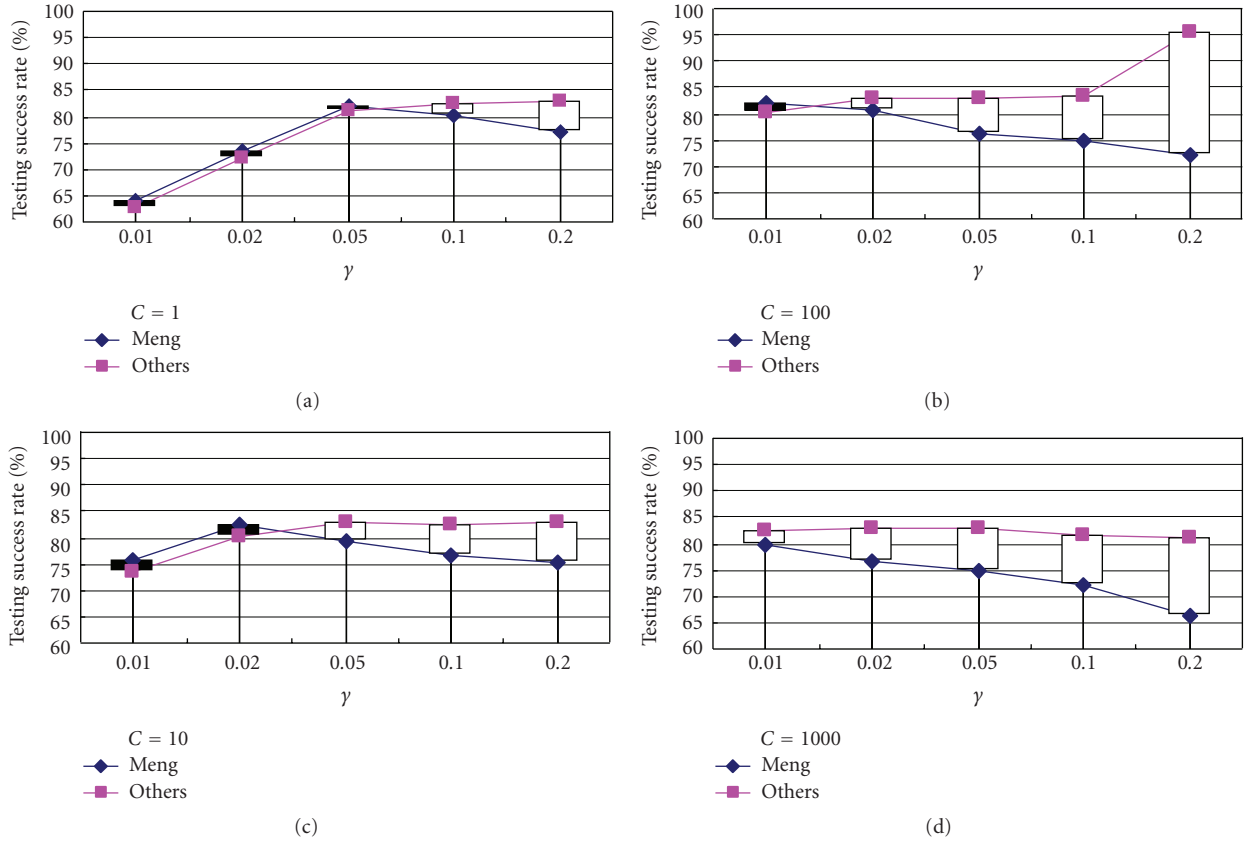 Testing success rate (%)
100
95
90
85
80
75
70
65
60
0.01 0.02 0.05 0.1 0.2
γ
C = 1
Meng
Others
(a)
Testing success rate (%)
100
95
90
85
80
75
70
65
60
0.01 0.02 0.05 0.1 0.2
γ
C = 100
Meng
Others
(b)
Testing success rate (%)
100
95
90
85
80
75
70
65
60
0.01 0.02 0.05 0.1 0.2
γ
C = 10
Meng
Others
(c)
Testing success rate (%)
100
95
90
85
80
75
70
65
60
0.01 0.02 0.05 0.1 0.2
γ
C = 1000
Meng
Others
(d)